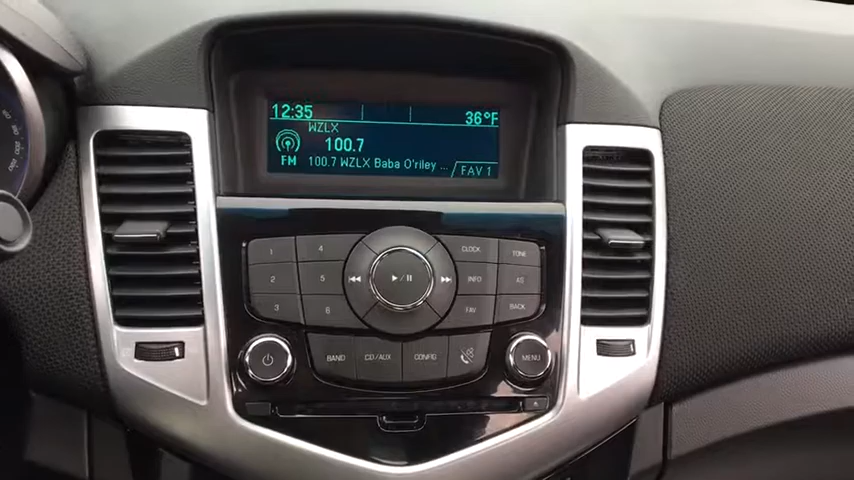 12:35
36°F
WZLX
100.7
FM
100.7 WZLX Baba O'riley ...
FAV 1
1 4 CLOCK TONE
2 5 INFO AS
3 6 FAV BACK
BAND CD/AUX CONFIG
MENU